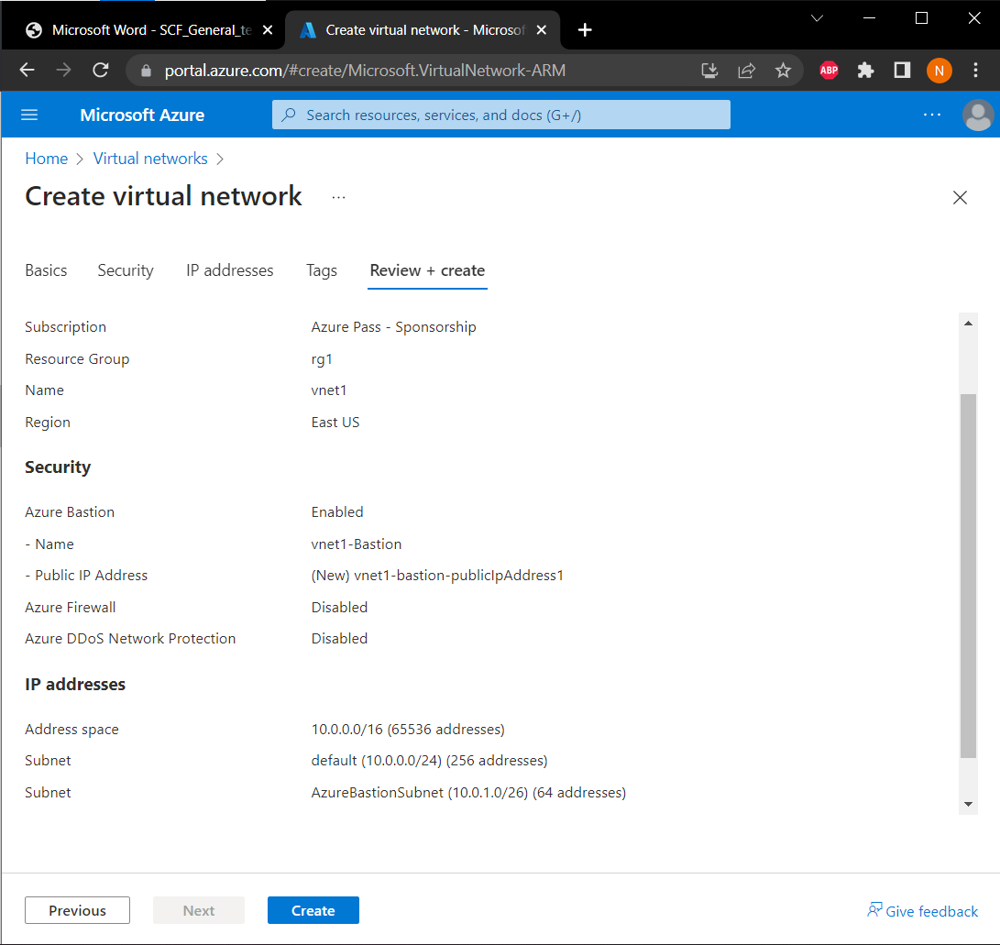 Microsoft Word - SCF_General_te
Create virtual network - Microsof
portal.azure.com/#create/Microsoft.VirtualNetwork-ARM
ABP
N
Microsoft Azure
Search resources, services, and docs (G+/)
Home > Virtual networks >
Create virtual network ...
Basics Security IP addresses Tags Review + create
Subscription Azure Pass - Sponsorship
Resource Group rg1
Name vnet1
Region East US
Security
Azure Bastion Enabled
- Name vnet1-Bastion
- Public IP Address (New) vnet1-bastion-publicIpAddress1
Azure Firewall Disabled
Azure DDoS Network Protection Disabled
IP addresses
Address space 10.0.0.0/16 (65536 addresses)
Subnet default (10.0.0.0/24) (256 addresses)
Subnet AzureBastionSubnet (10.0.1.0/26) (64 addresses)
Previous Next Create Give feedback